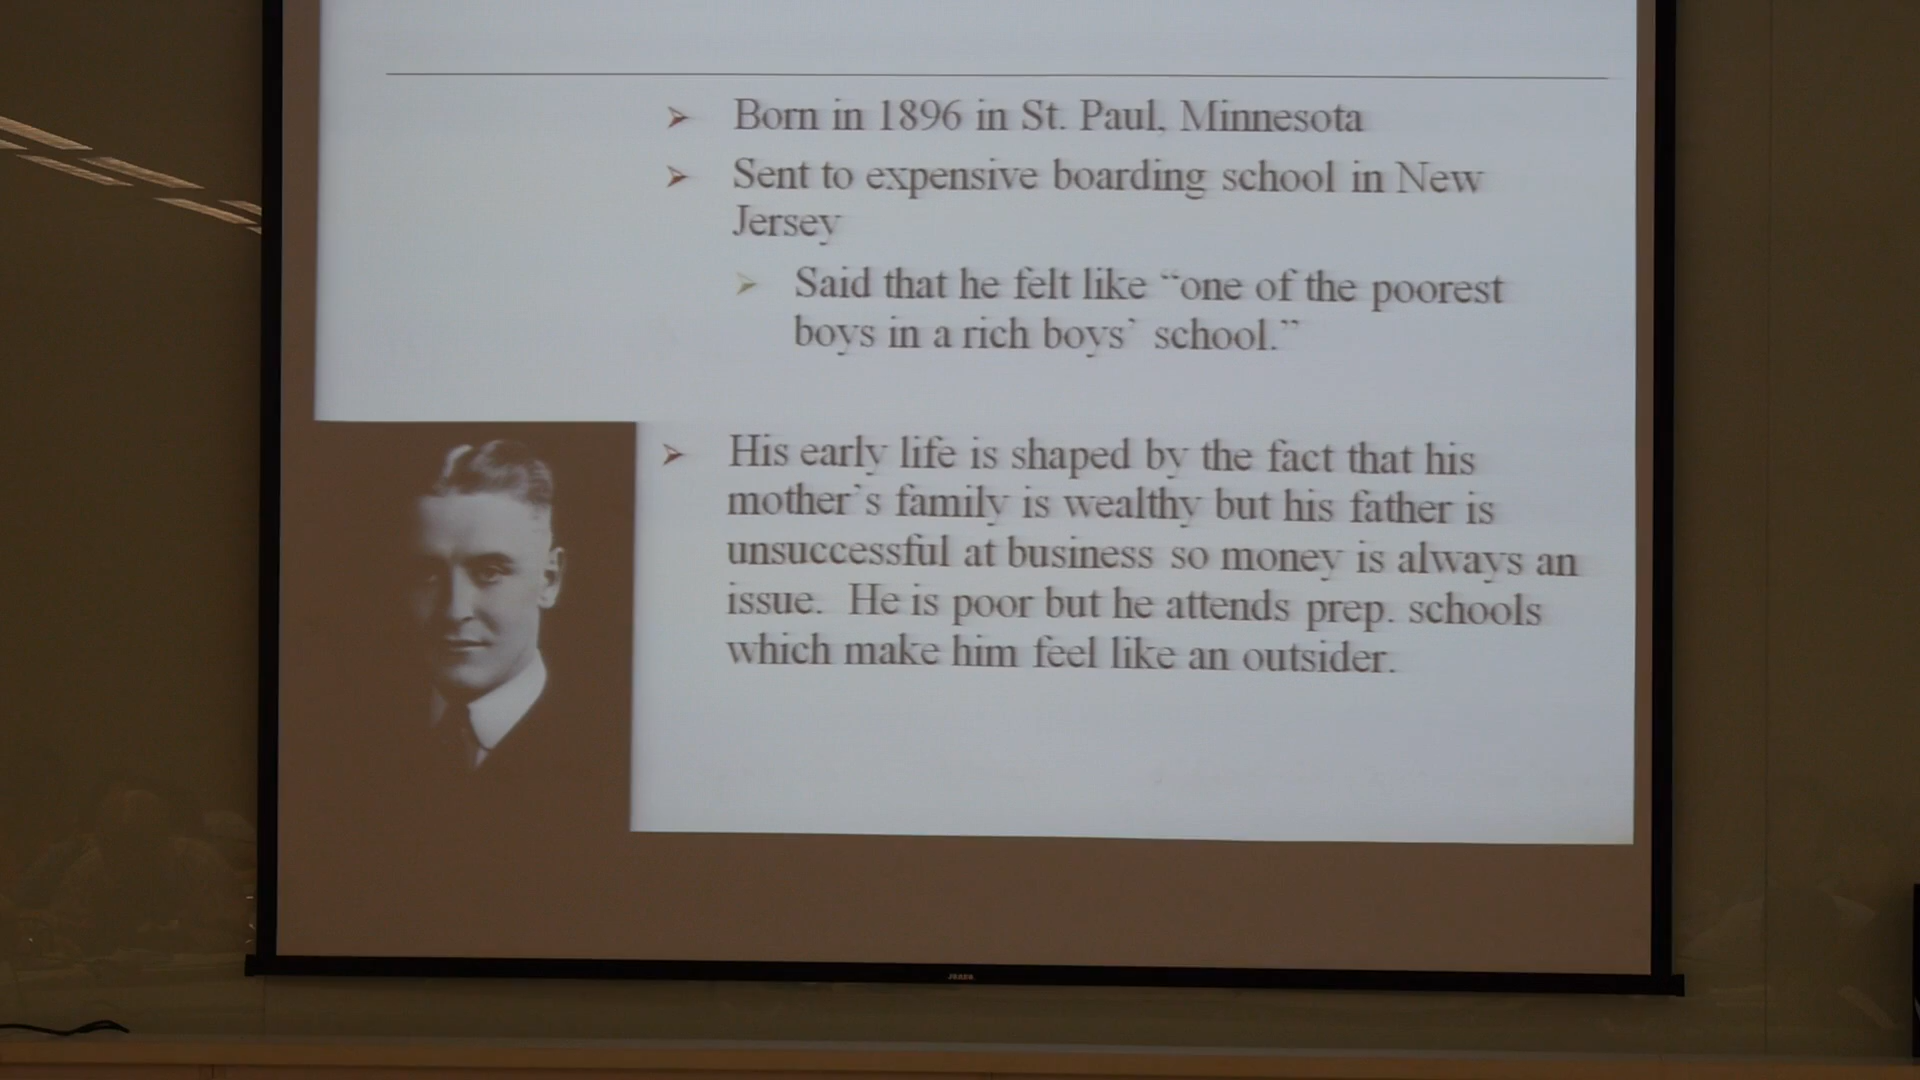 ➢ Born in 1896 in St. Paul, Minnesota
➢ Sent to expensive boarding school in New
Jersey
➢ Said that he felt like “one of the poorest
boys in a rich boys’ school.”
➢ His early life is shaped by the fact that his
mother’s family is wealthy but his father is
unsuccessful at business so money is always an
issue. He is poor but he attends prep. schools
which make him feel like an outsider.